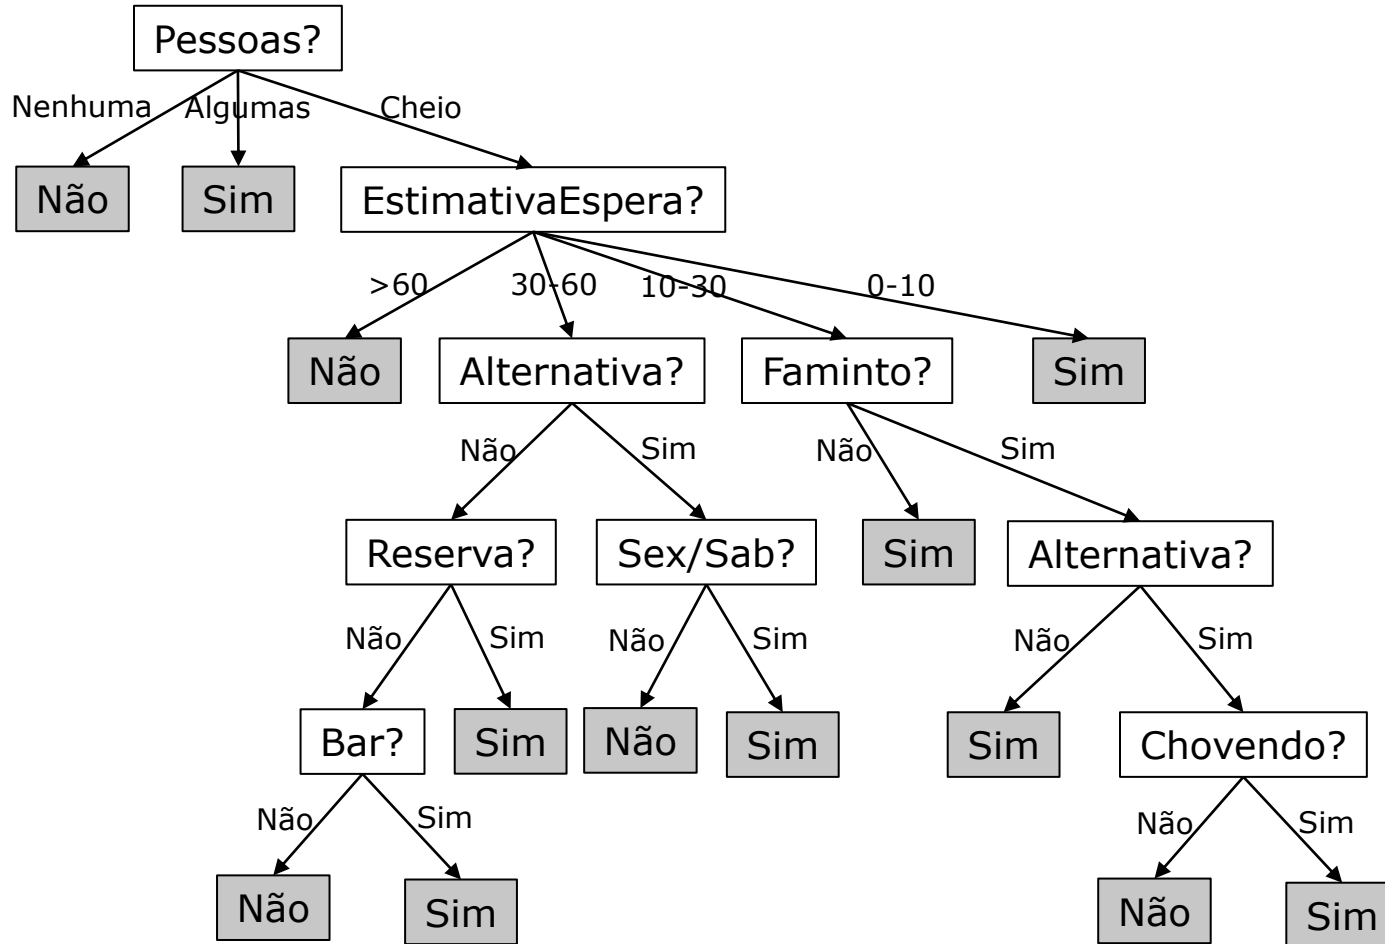 Pessoas?
Nenhuma
Algumas
Cheio
Não
Sim
EstimativaEspera?
>60
30-60
10-30
0-10
Não
Alternativa?
Faminto?
Sim
Não
Sim
Não
Sim
Reserva?
Sex/Sab?
Sim
Alternativa?
Não
Sim
Não
Sim
Não
Sim
Bar?
Sim
Não
Sim
Sim
Chovendo?
Não
Sim
Não
Sim
Não
Sim
Não
Sim